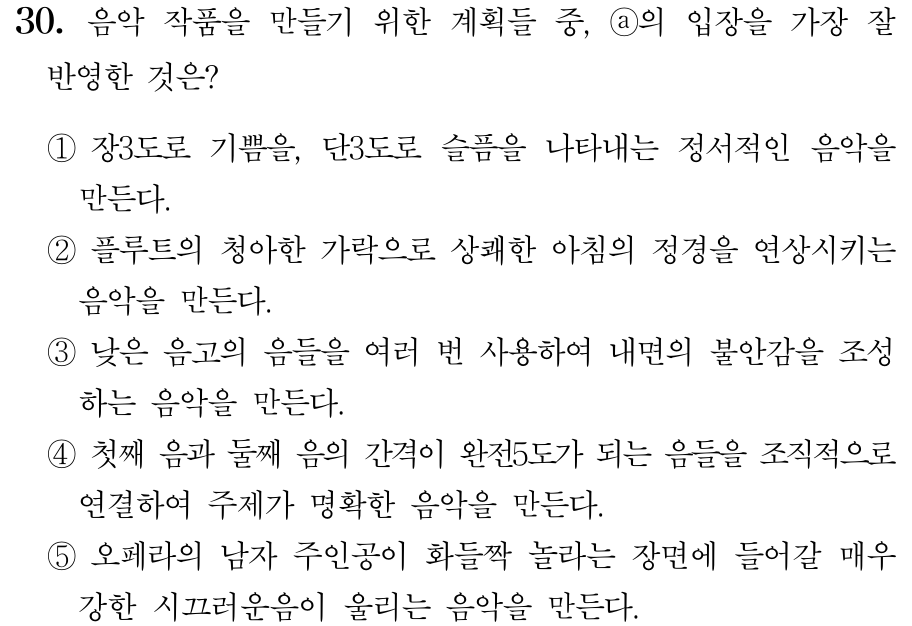 30. 음악 작품을 만들기 위한 계획들 중, ⓐ의 입장을 가장 잘
반영한 것은?
① 장3도로 기쁨을, 단3도로 슬픔을 나타내는 정서적인 음악을
만든다.
② 플루트의 청아한 가락으로 상쾌한 아침의 정경을 연상시키는
음악을 만든다.
③ 낮은 음고의 음들을 여러 번 사용하여 내면의 불안감을 조성
하는 음악을 만든다.
④ 첫째 음과 둘째 음의 간격이 완전5도가 되는 음들을 조직적으로
연결하여 주제가 명확한 음악을 만든다.
⑤ 오페라의 남자 주인공이 화들짝 놀라는 장면에 들어갈 매우
강한 시끄러운음이 울리는 음악을 만든다.